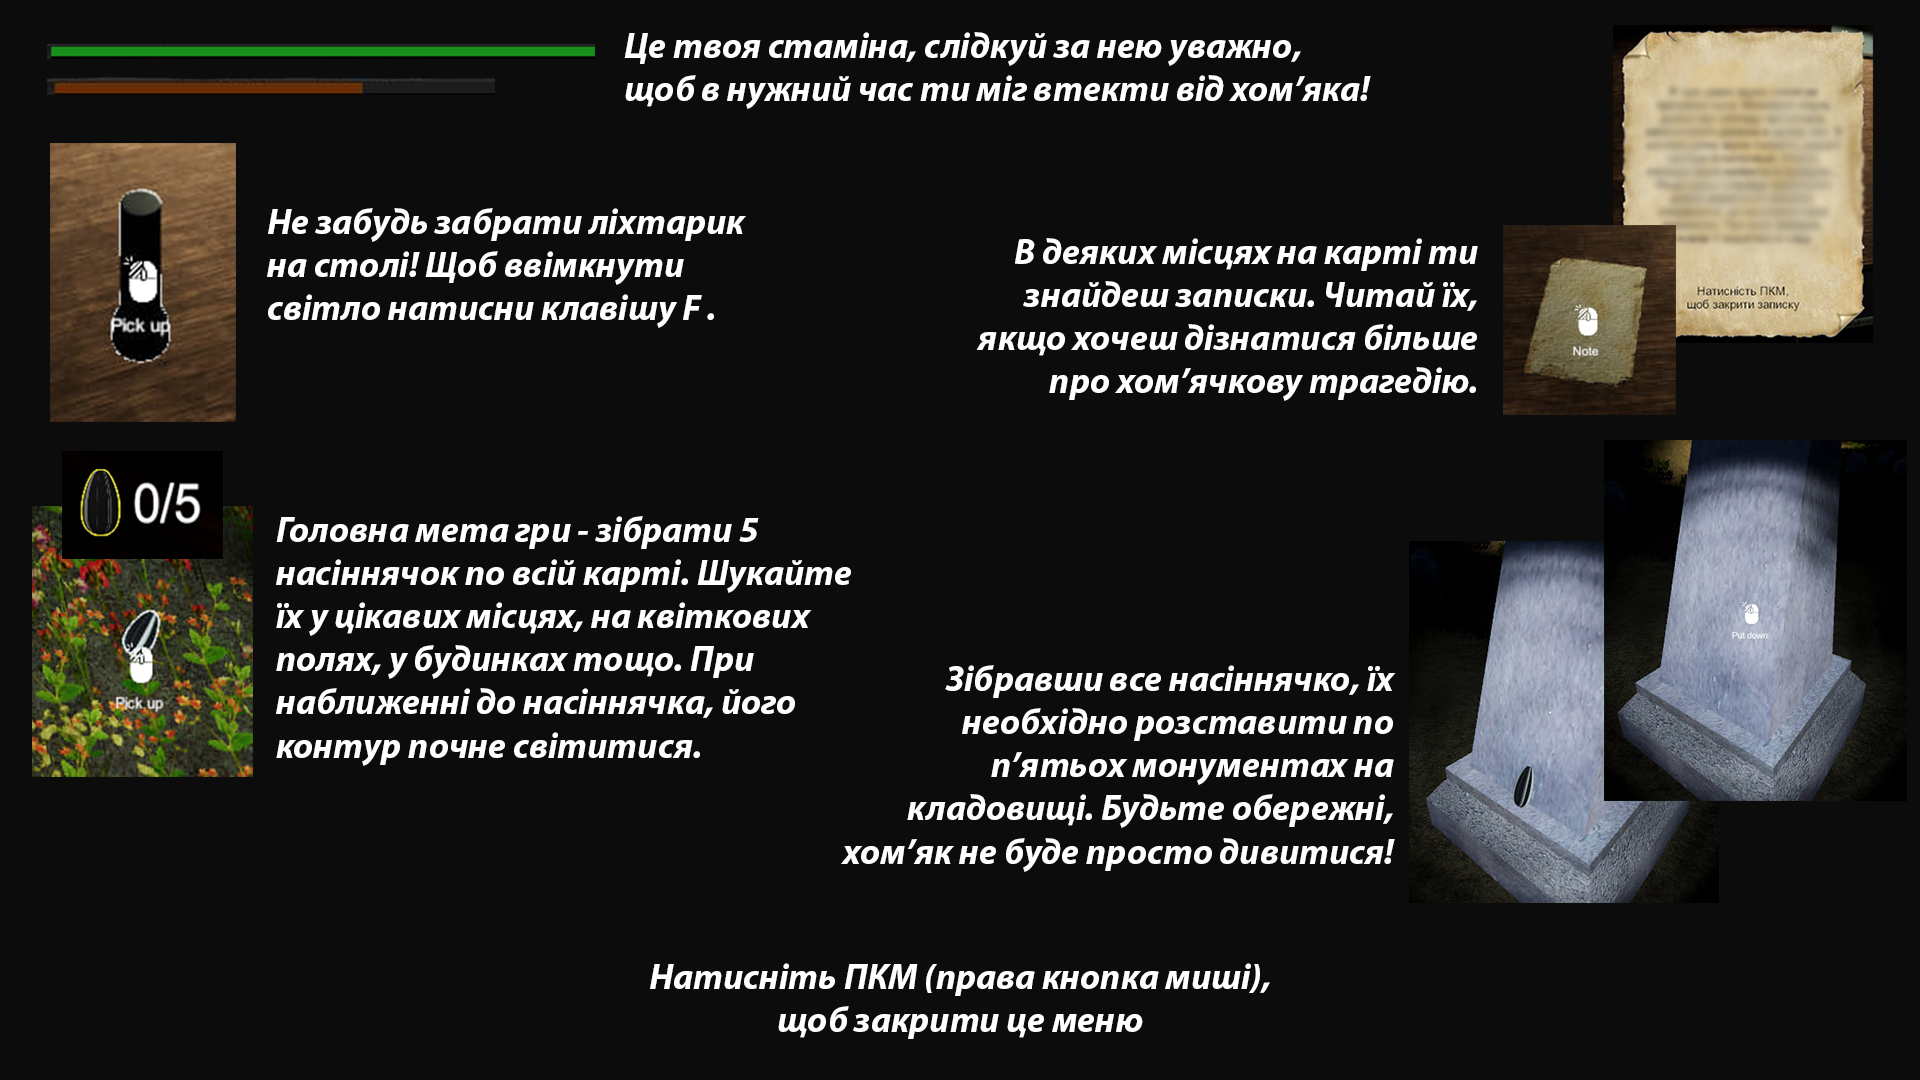 Це твоя стаміна, слідкуй за нею уважно,
щоб в нужний час ти міг втекти від хом’яка!
Pick up
Не забудь забрати ліхтарик
на столі! Щоб ввімкнути
світло натисни клавішу F .
В деяких місцях на карті ти
знайдеш записки. Читай їх,
якщо хочеш дізнатися більше
про хом’ячкову трагедію.
Натисність ПКМ,
щоб закрити записку
Note
0/5
Pick up
Головна мета гри - зібрати 5
насіннячок по всій карті. Шукайте
їх у цікавих місцях, на квіткових
полях, у будинках тощо. При
наближенні до насіннячка, його
контур почне світитися.
Зібравши все насіннячко, їх
необхідно розставити по
п’ятьох монументах на
кладовищі. Будьте обережні,
хом’як не буде просто дивитися!
Put down
Натисніть ПКМ (права кнопка миші),
щоб закрити це меню